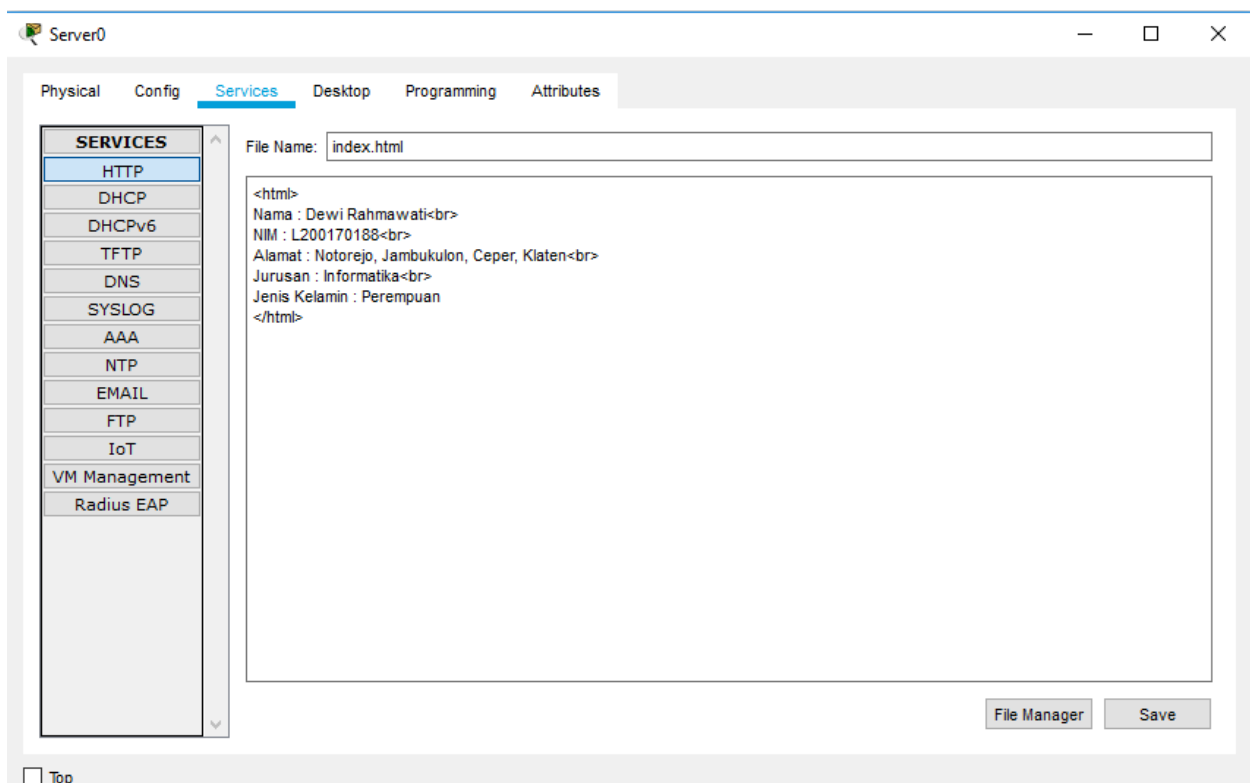 Server0
Physical Config Services Desktop Programming Attributes
SERVICES
HTTP
DHCP
DHCPv6
TFTP
DNS
SYSLOG
AAA
NTP
EMAIL
FTP
IoT
VM Management
Radius EAP
File Name: index.html
<html>
Nama : Dewi Rahmawati<br>
NIM : L200170188<br>
Alamat : Notorejo, Jambukulon, Ceper, Klaten<br>
Jurusan : Informatika<br>
Jenis Kelamin : Perempuan
</html>
File Manager Save
Top